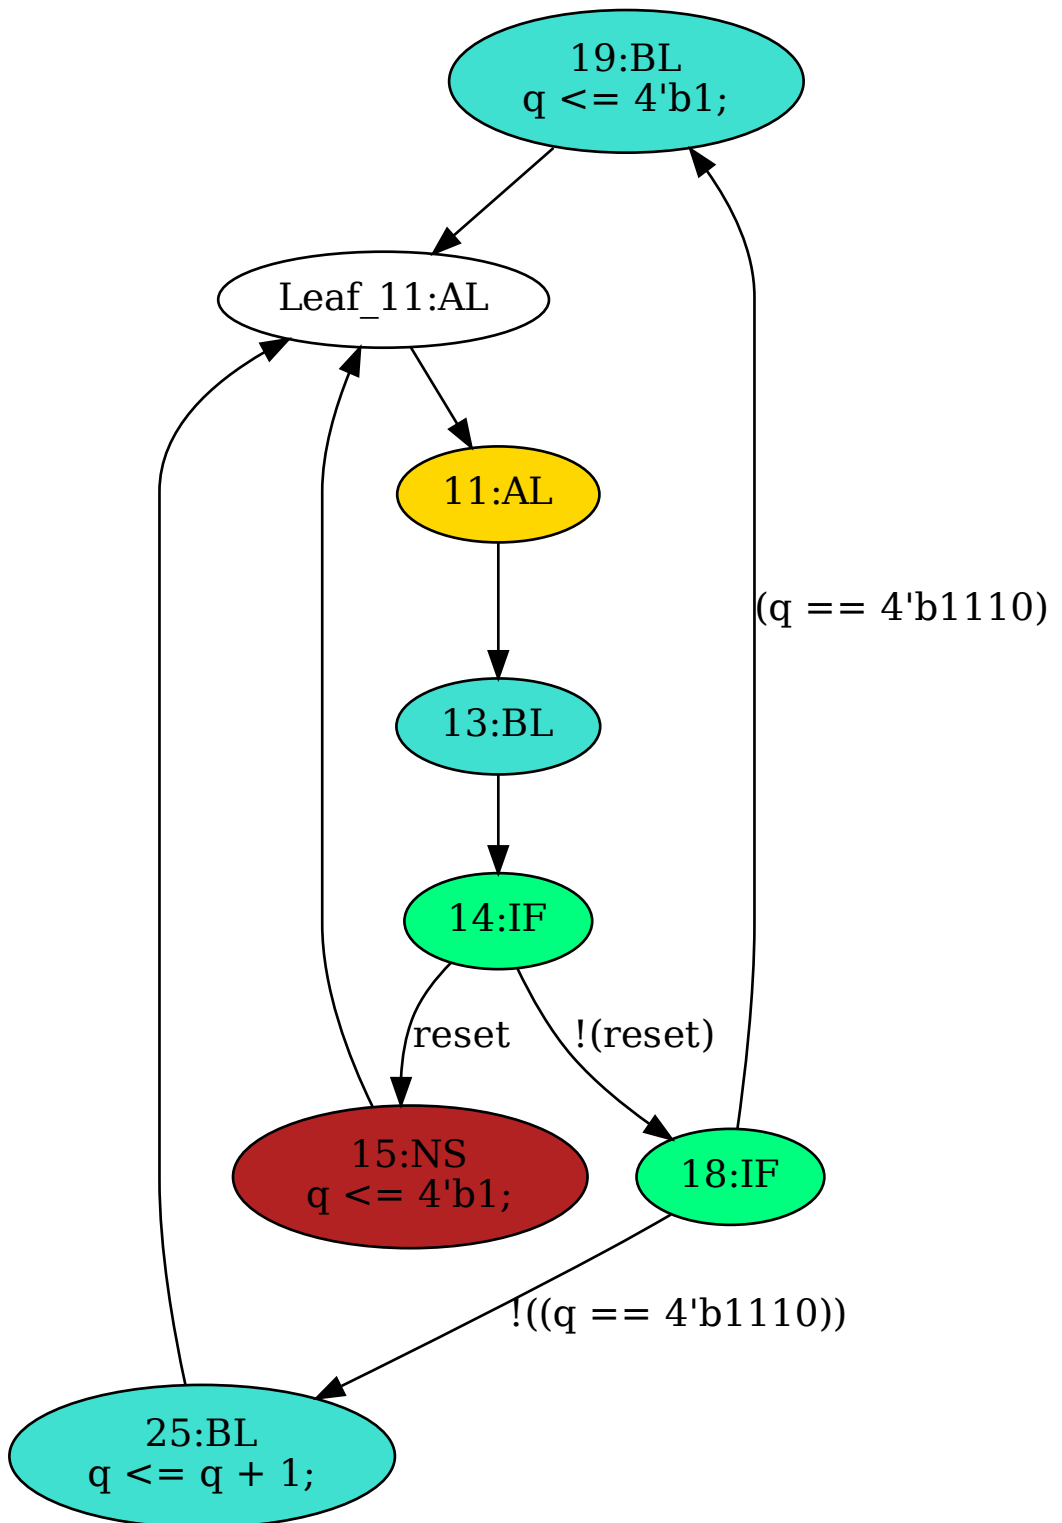 19:BL
q <= 4'b1;
Leaf_11:AL
11:AL
(q == 4'b1110)
13:BL
14:IF
reset
!(reset)
15:NS
q <= 4'b1;
18:IF
!((q == 4'b1110))
25:BL
q <= q + 1;